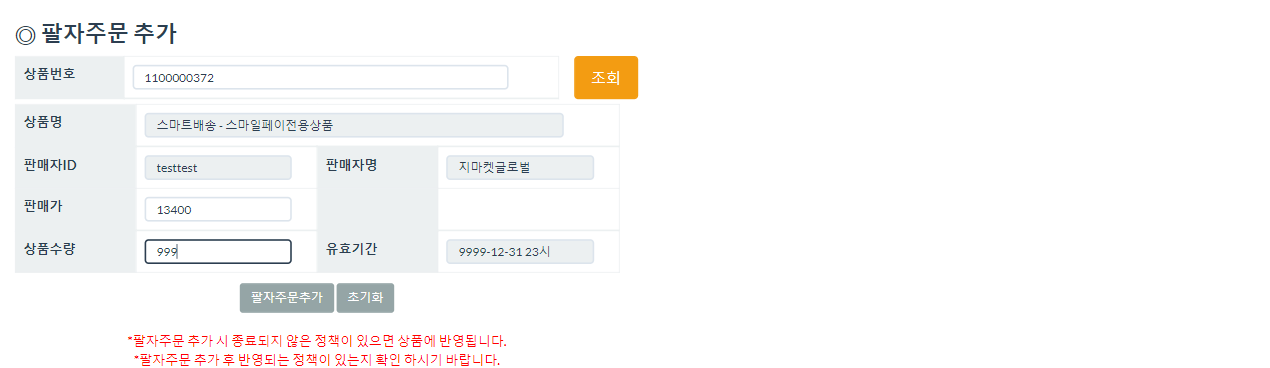 ◎ 팔자주문 추가
상품번호 1100000372 조회
상품명 스마트배송 - 스마일페이전용상품
판매자ID testtest 판매자명 지마켓글로벌
판매가 13400
상품수량 999 유효기간 9999-12-31 23시
팔자주문추가 초기화
*팔자주문 추가 시 종료되지 않은 정책이 있으면 상품에 반영됩니다.
*팔자주문 추가 후 반영되는 정책이 있는지 확인 하시기 바랍니다.